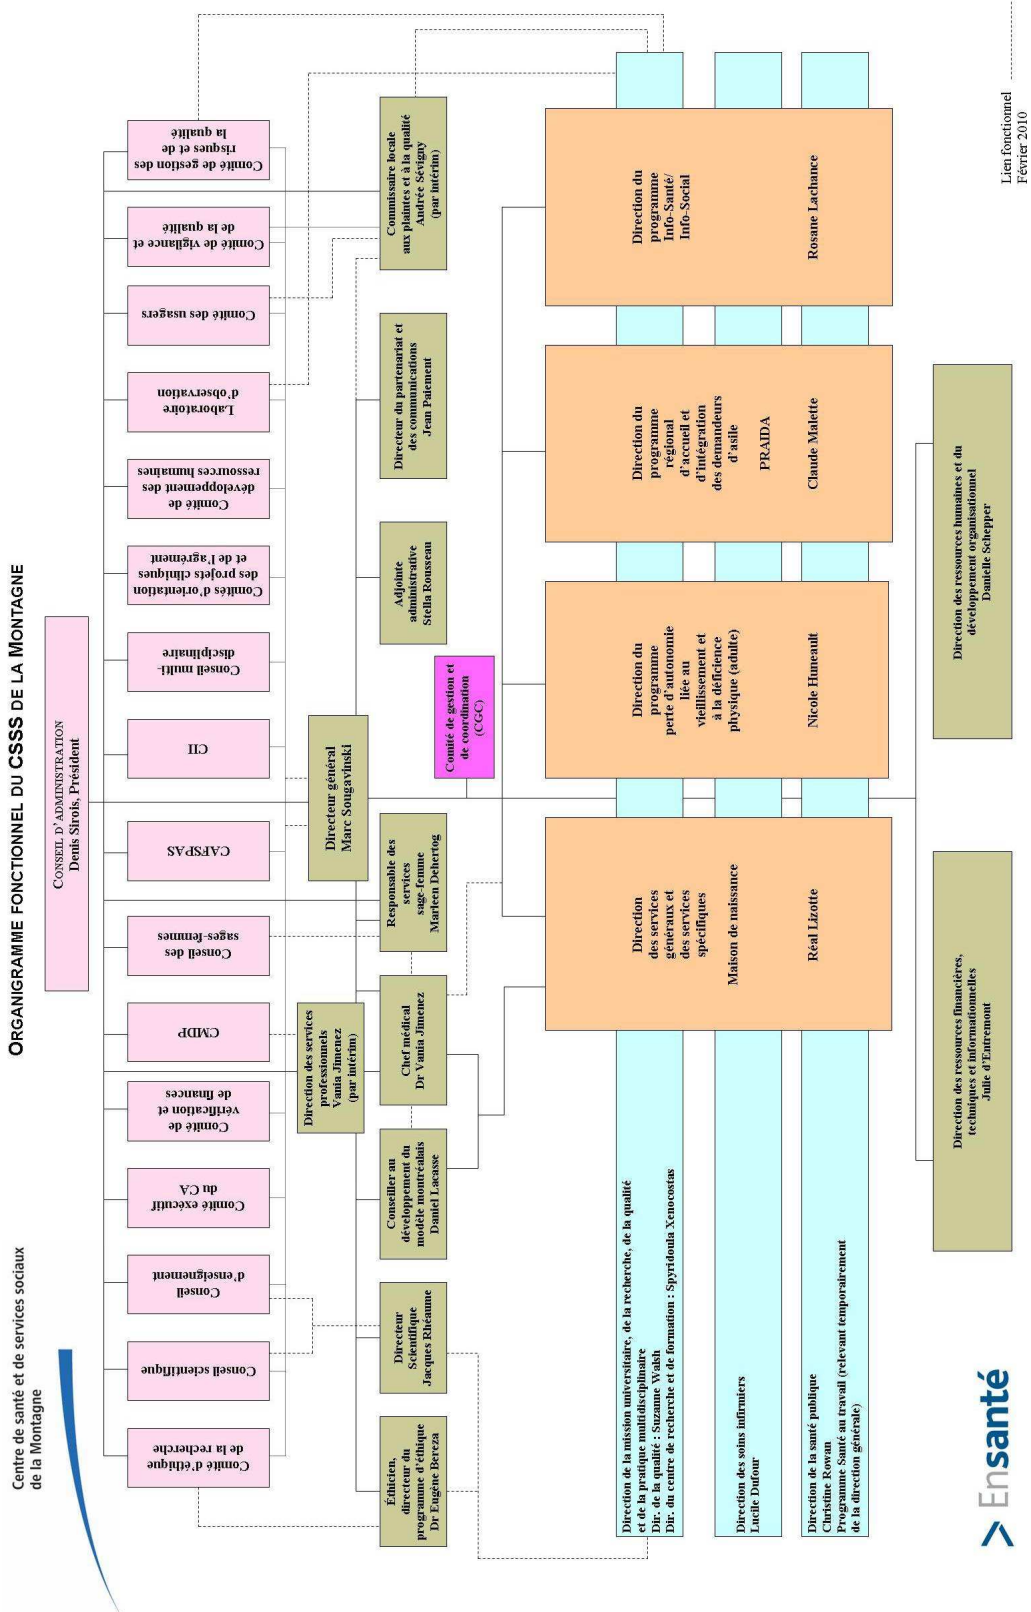 Centre de santé et de services sociaux
de la Montagne
ORGANIGRAMME FONCTIONNEL DU CSSS DE LA MONTAGNE
CONSEIL D'ADMINISTRATION
Denis Sirois, Président
Comité d'éthique
de la recherche
Conseil scientifique
Conseil
d'enseignement
Comité exécutif
du CA
Comité de
vérification et
de finances
CMDP
Conseil des
sages-femmes
CAFSPAS
CII
Conseil multi-
disciplinaire
Comités d'orientation
des projets cliniques
et de l'agrément
Comité de
développement des
ressources humaines
Laboratoire
d'observation
Comité des usagers
Comité de vigilance et
de la qualité
Comité de gestion des
risques et de
la qualité
Direction des services
professionnels
Vania Jimenez
(par intérim)
Directeur général
Marc Sougavinski
Éthicien,
directeur du
programme d'éthique
Dr Eugène Bereza
Directeur
Scientifique
Jacques Rhéaume
Conseiller au
développement du
modèle montréalais
Daniel Lacasse
Chef médical
Dr Vania Jimenez
Responsable des
services
sage-femme
Marleen Dehertog
Adjointe
administrative
Stella Rousseau
Directeur du partenariat et
des communications
Jean Paiement
Commissaire locale
aux plaintes et à la qualité
Andrée Sévigny
(par intérim)
Comité de gestion et
de coordination
(CGC)
Direction de la mission universitaire, de la recherche, de la qualité
et de la pratique multidisciplinaire
Dir. de la qualité : Suzanne Walsh
Dir. du centre de recherche et de formation : Spyridoula Xenocostas
Direction des soins infirmiers
Lucile Dufour
Direction de la santé publique
Christine Rowan
Programme Santé au travail (relevant temporairement
de la direction générale)
Direction
des services
généraux et
des services
spécifiques
Maison de naissance
Réal Lizotte
Direction du
programme
perte d'autonomie
liée au
vieillissement et
à la déficience
physique (adulte)
Nicole Huneault
Direction du
programme
régional
d'accueil et
d'intégration
des demandeurs
d'asile
PRAIDA
Claude Malette
Direction du
programme
Info-Santé/
Info-Social
Rosane Lachance
Direction des ressources financières,
techniques et informationnelles
Julie d'Entremont
Direction des ressources humaines et du
développement organisationnel
Danielle Schepper
Ensanté
Lien fonctionnel
Février 2010